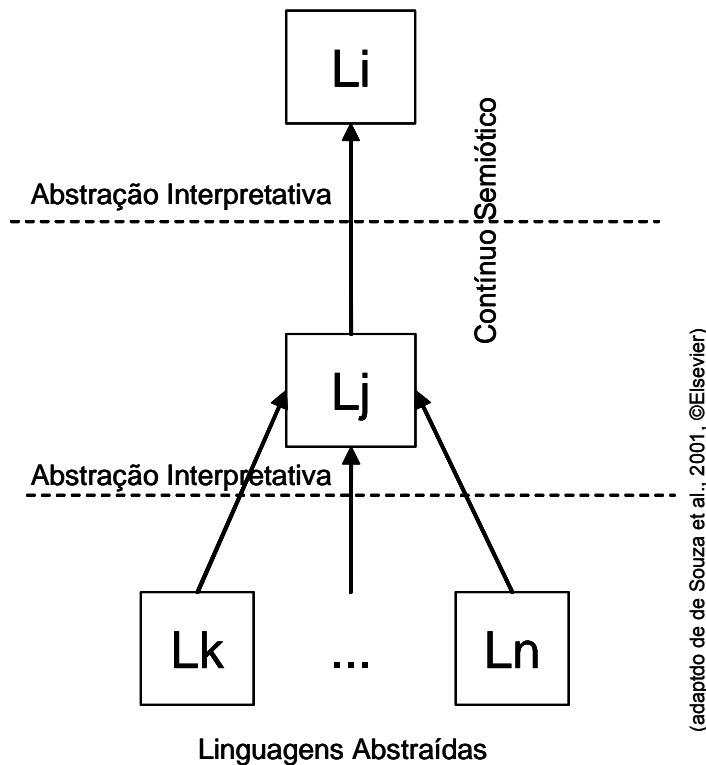 Li
Contínuo Semiótico
Abstração Interpretativa
Lj
Abstração Interpretativa
Lk
...
Ln
Linguagens Abstraídas
(adaptdo de de Souza et al., 2001, ©Elsevier)